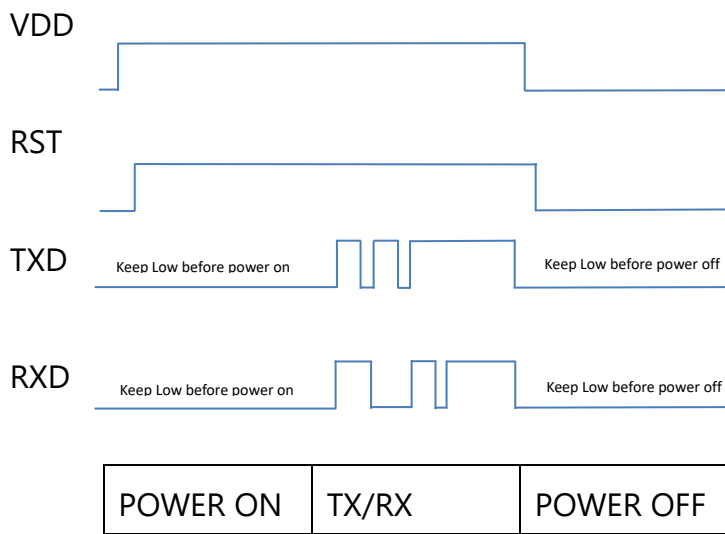 VDD
RST
TXD
Keep Low before power on
Keep Low before power off
RXD
Keep Low before power on
Keep Low before power off
POWER ON
TX/RX
POWER OFF